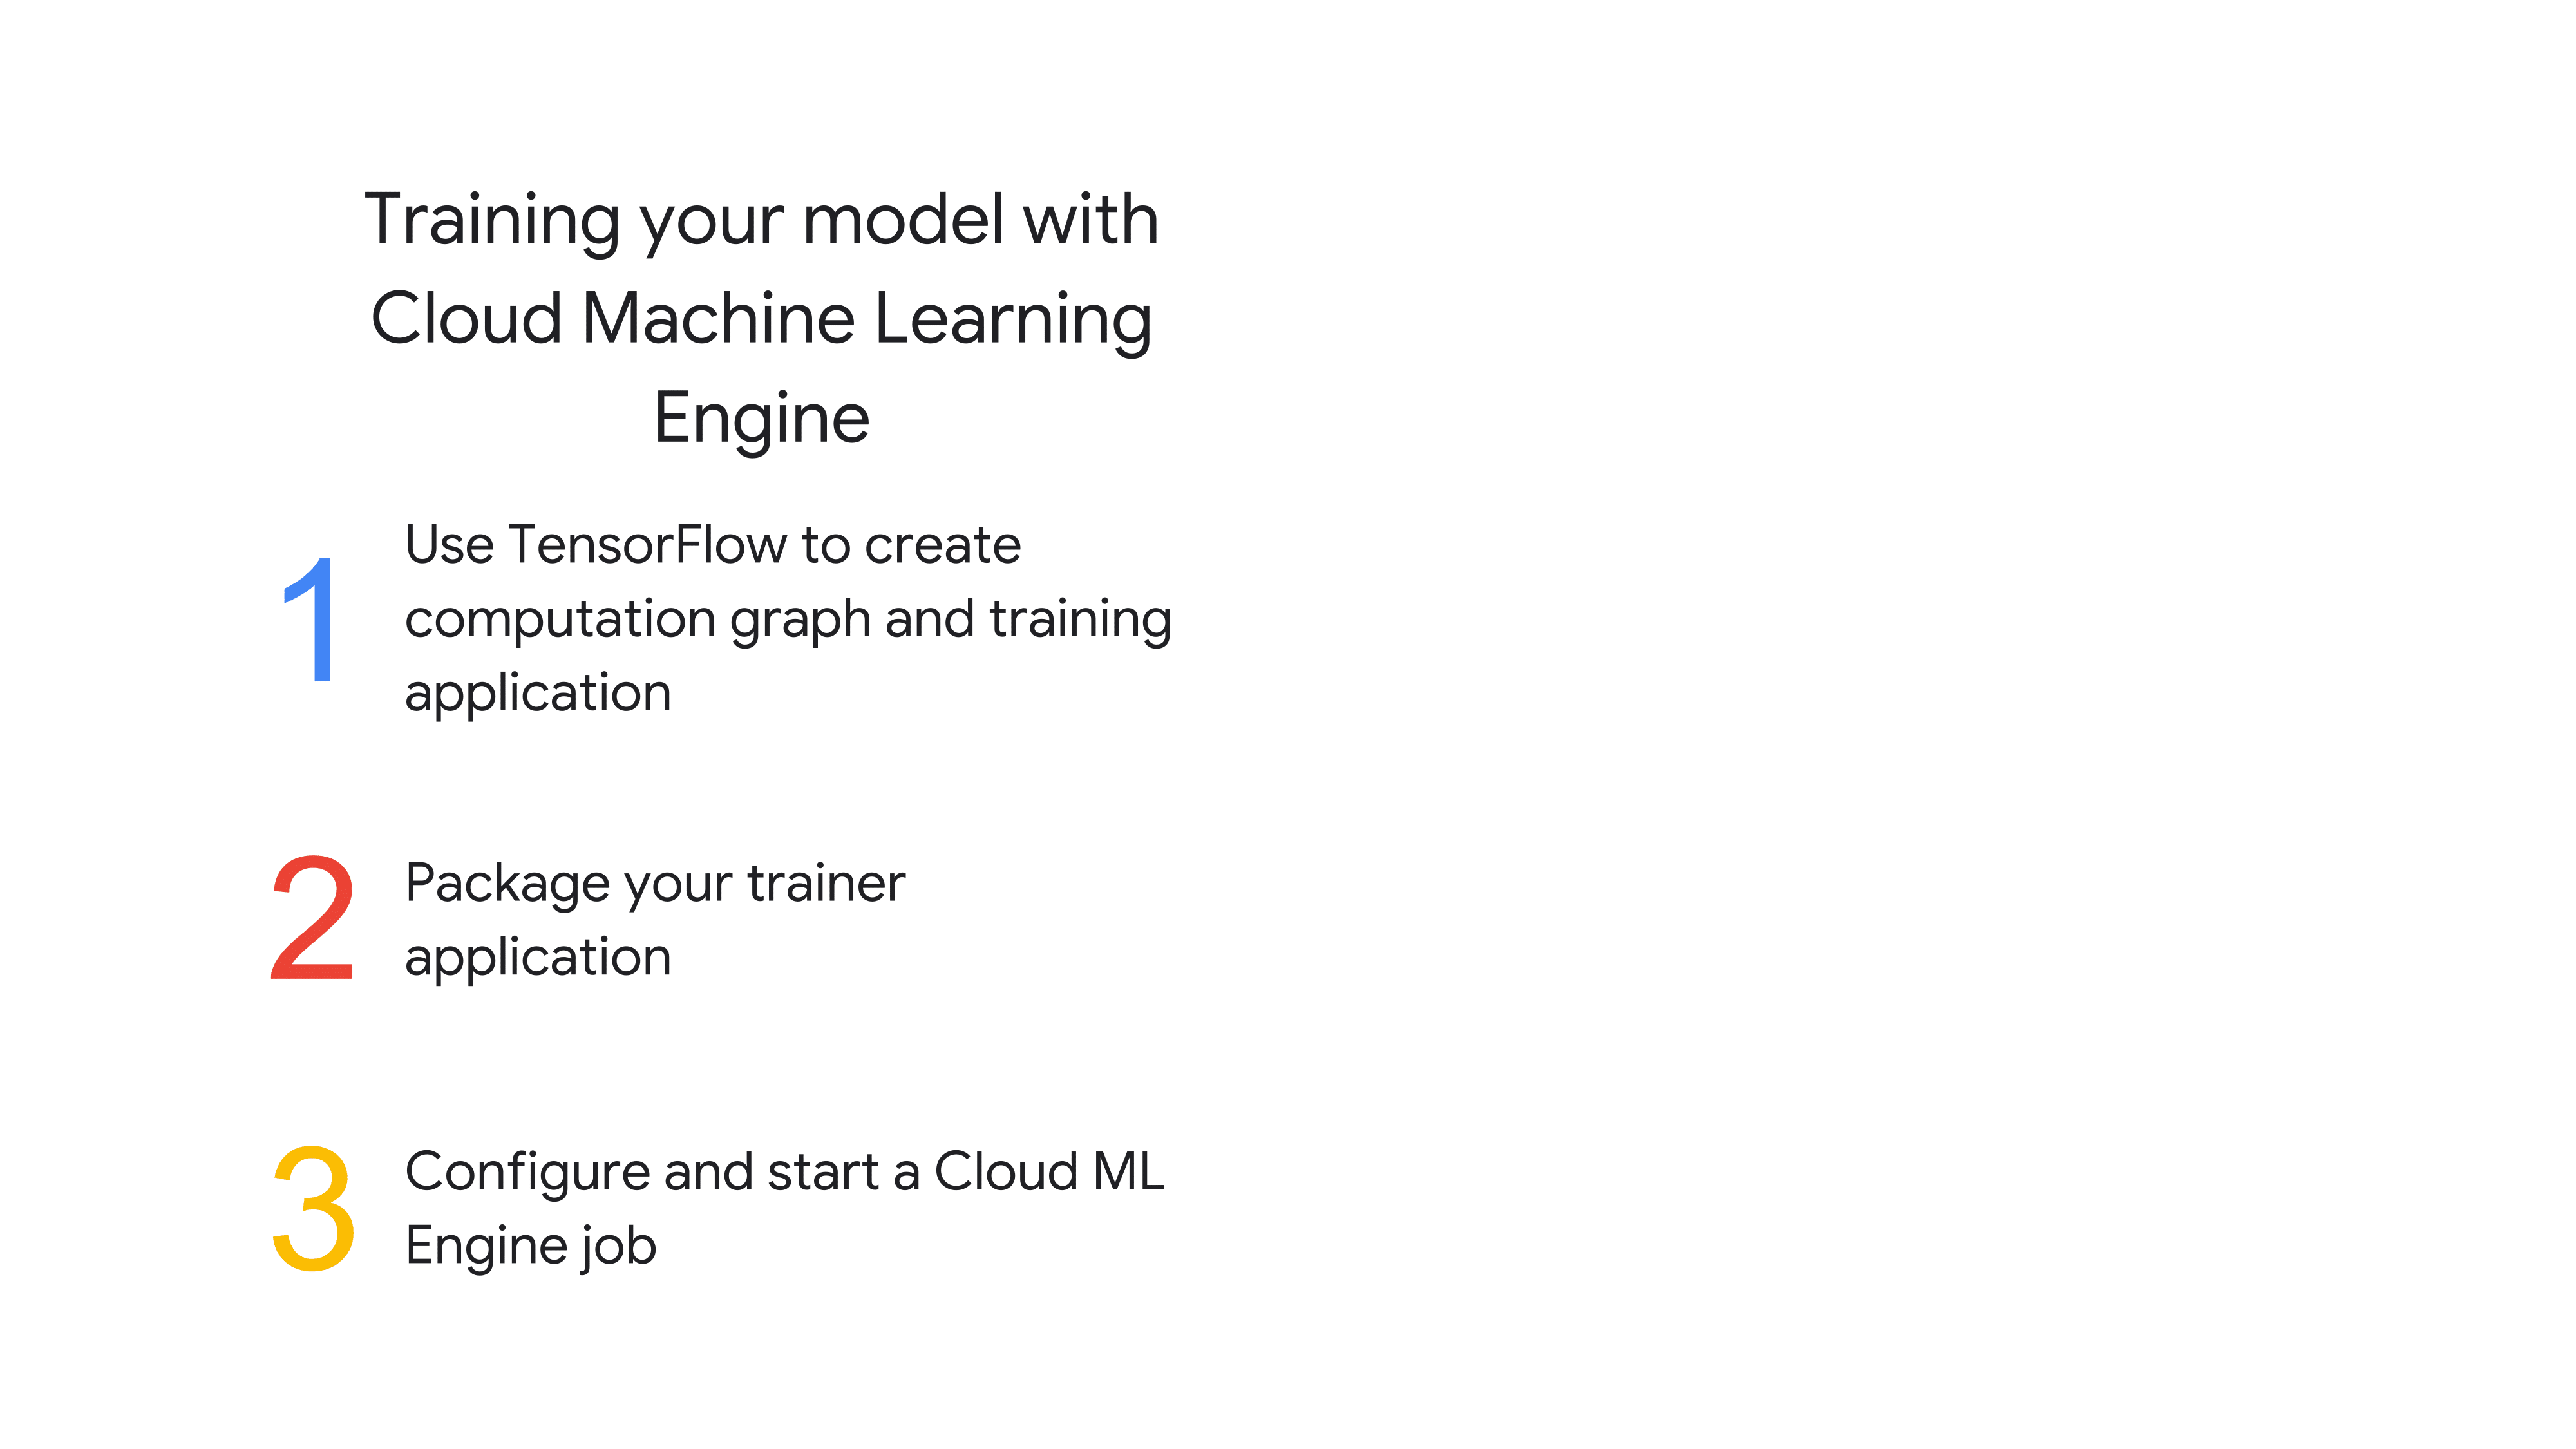 Training your model with
Cloud Machine Learning
Engine
1
Use TensorFlow to create
computation graph and training
application
2
Package your trainer
application
3
Configure and start a Cloud ML
Engine job